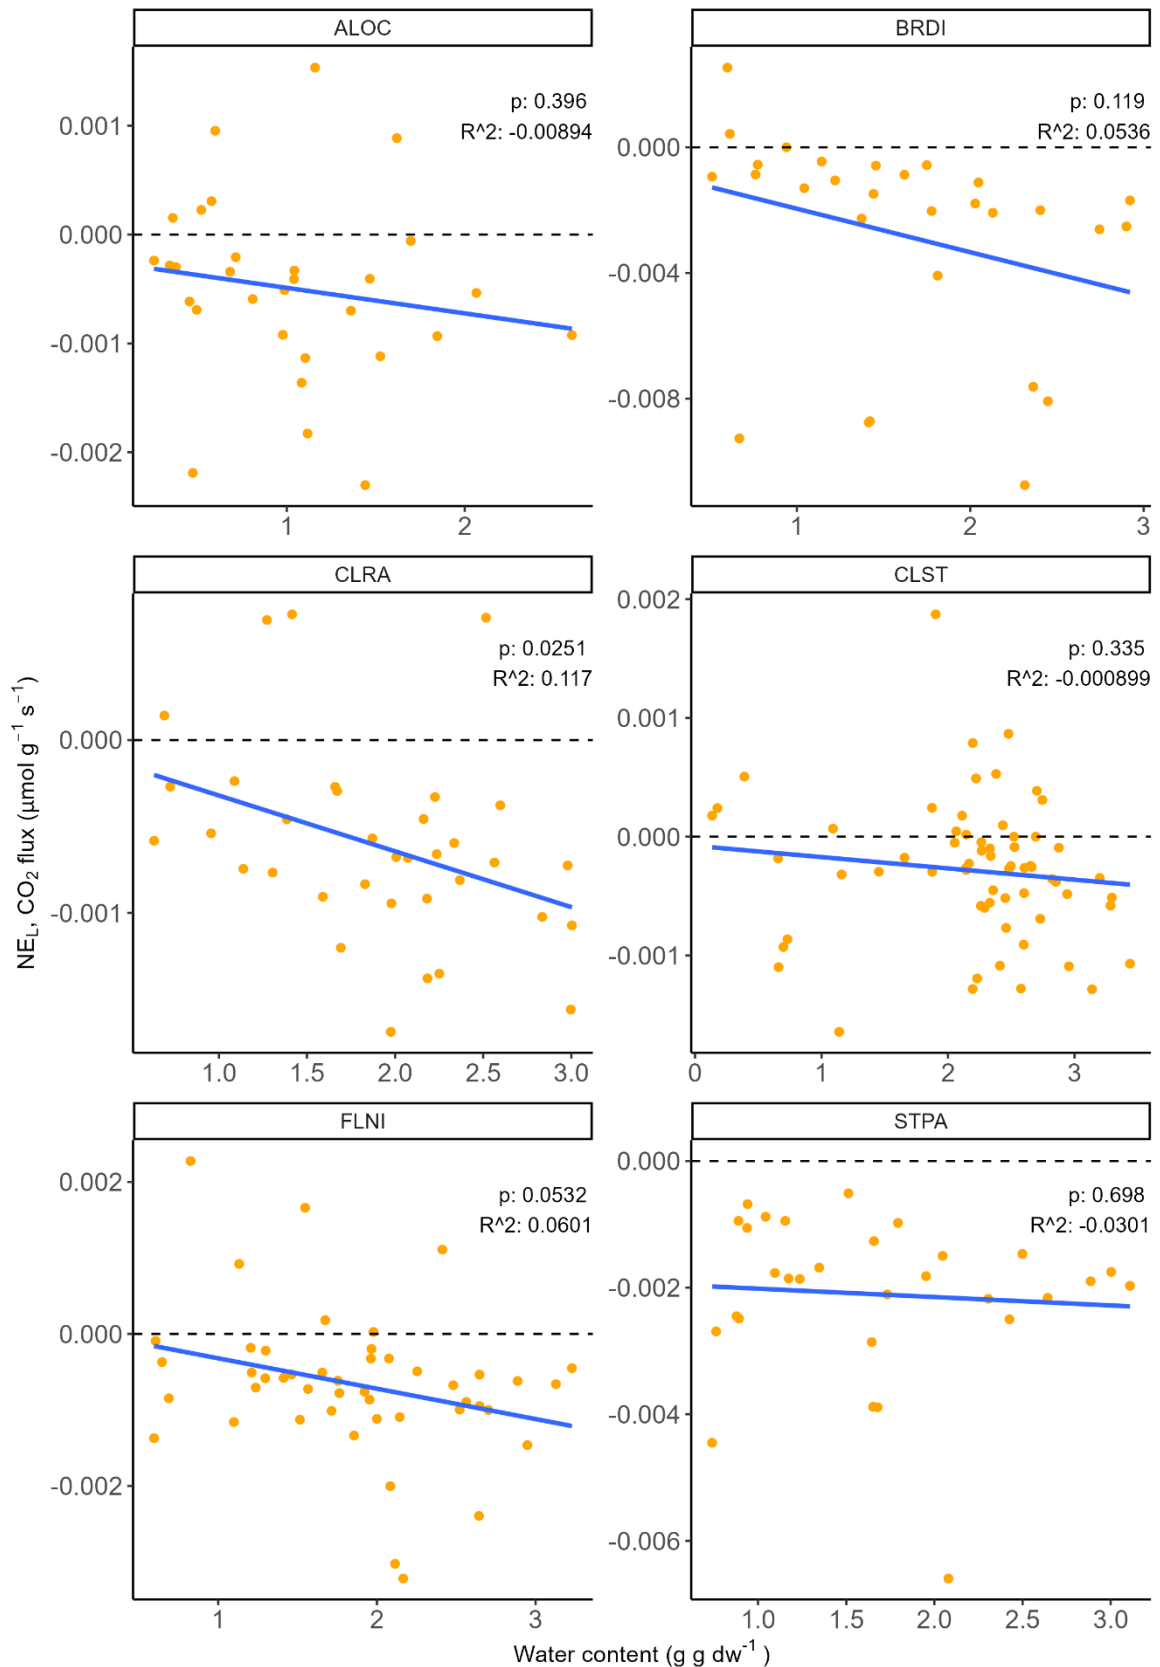 ALOC
BRDI
p: 0.396
R^2: -0.00894
p: 0.119
R^2: 0.0536
0.001
0.000
-0.001
-0.002
0.000
-0.004
-0.008
1
2
1
2
3
CLRA
CLST
p: 0.0251
R^2: 0.117
p: 0.335
R^2: -0.000899
0.000
-0.001
0.002
0.001
0.000
-0.001
1.0
1.5
2.0
2.5
3.0
0
1
2
3
FLNI
STPA
p: 0.0532
R^2: 0.0601
p: 0.698
R^2: -0.0301
0.002
0.000
-0.002
0.000
-0.002
-0.004
-0.006
1
2
3
1.0
1.5
2.0
2.5
3.0
NE_L, CO₂ flux (µmol g⁻¹ s⁻¹)
Water content (g g dw⁻¹ )